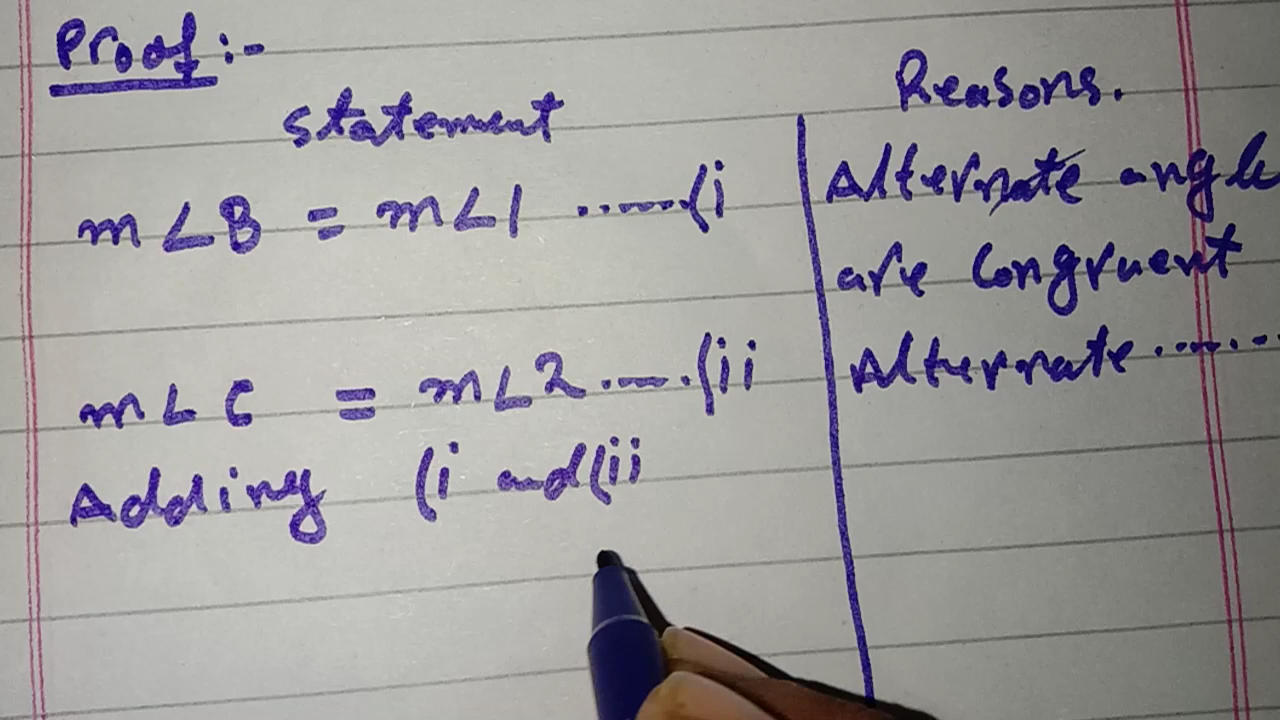 Proof:-
statement
Reasons.
m∠B = m∠1 ......(i
Alternate angle
are congruent
m∠C = m∠2......(ii
Alternate.......
Adding (i and (ii